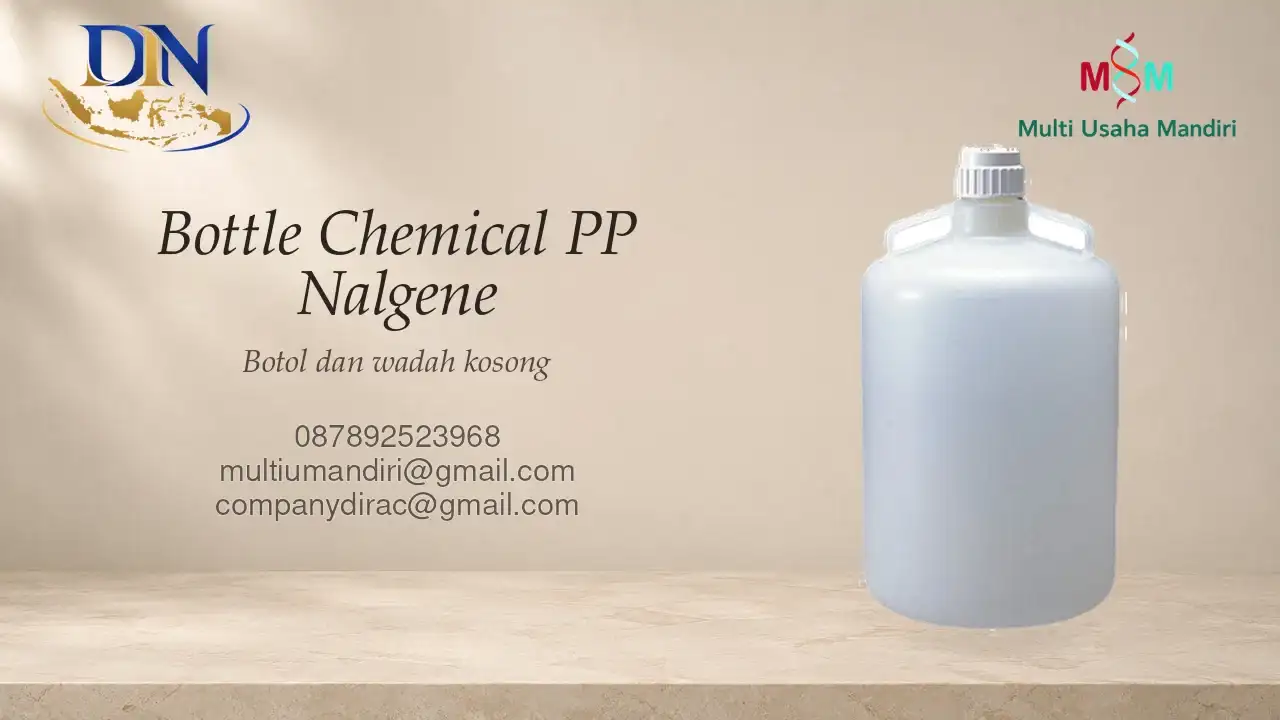 DN
M M
Multi Usaha Mandiri
Bottle Chemical PP
Nalgene
Botol dan wadah kosong
087892523968
multiumandiri@gmail.com
companydirac@gmail.com